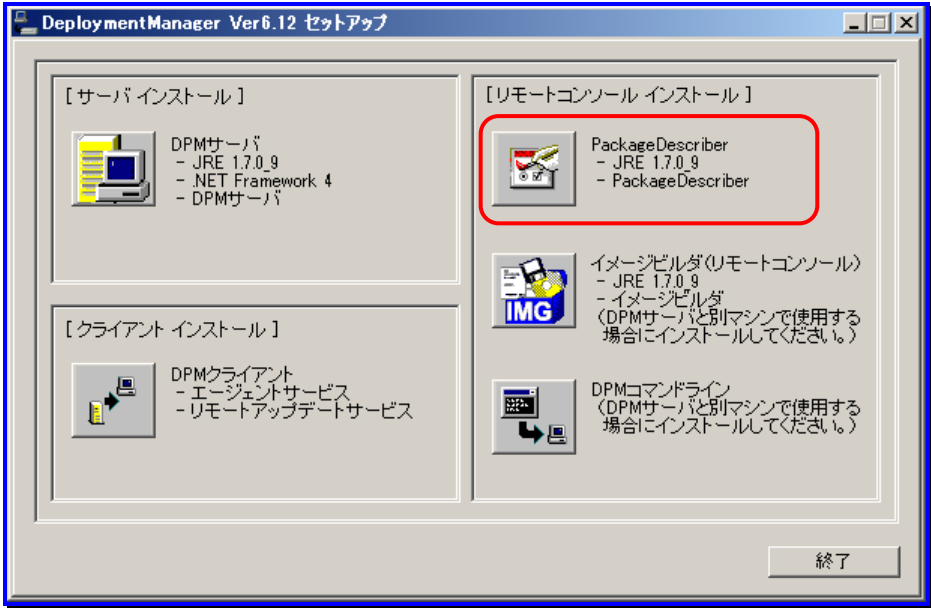 DeploymentManager Ver6.12 セットアップ
[ サーバ インストール ]
DPMサーバ
- JRE 1.7.0_9
- .NET Framework 4
- DPMサーバ
[ クライアント インストール ]
DPMクライアント
- エージェントサービス
- リモートアップデートサービス
[ リモートコンソール インストール ]
PackageDescriber
- JRE 1.7.0_9
- PackageDescriber
イメージビルダ(リモートコンソール)
- JRE 1.7.0_9
- イメージビルダ
(DPMサーバと別マシンで使用する
場合にインストールしてください。)
IMG
DPMコマンドライン
(DPMサーバと別マシンで使用する
場合にインストールしてください。)
終了